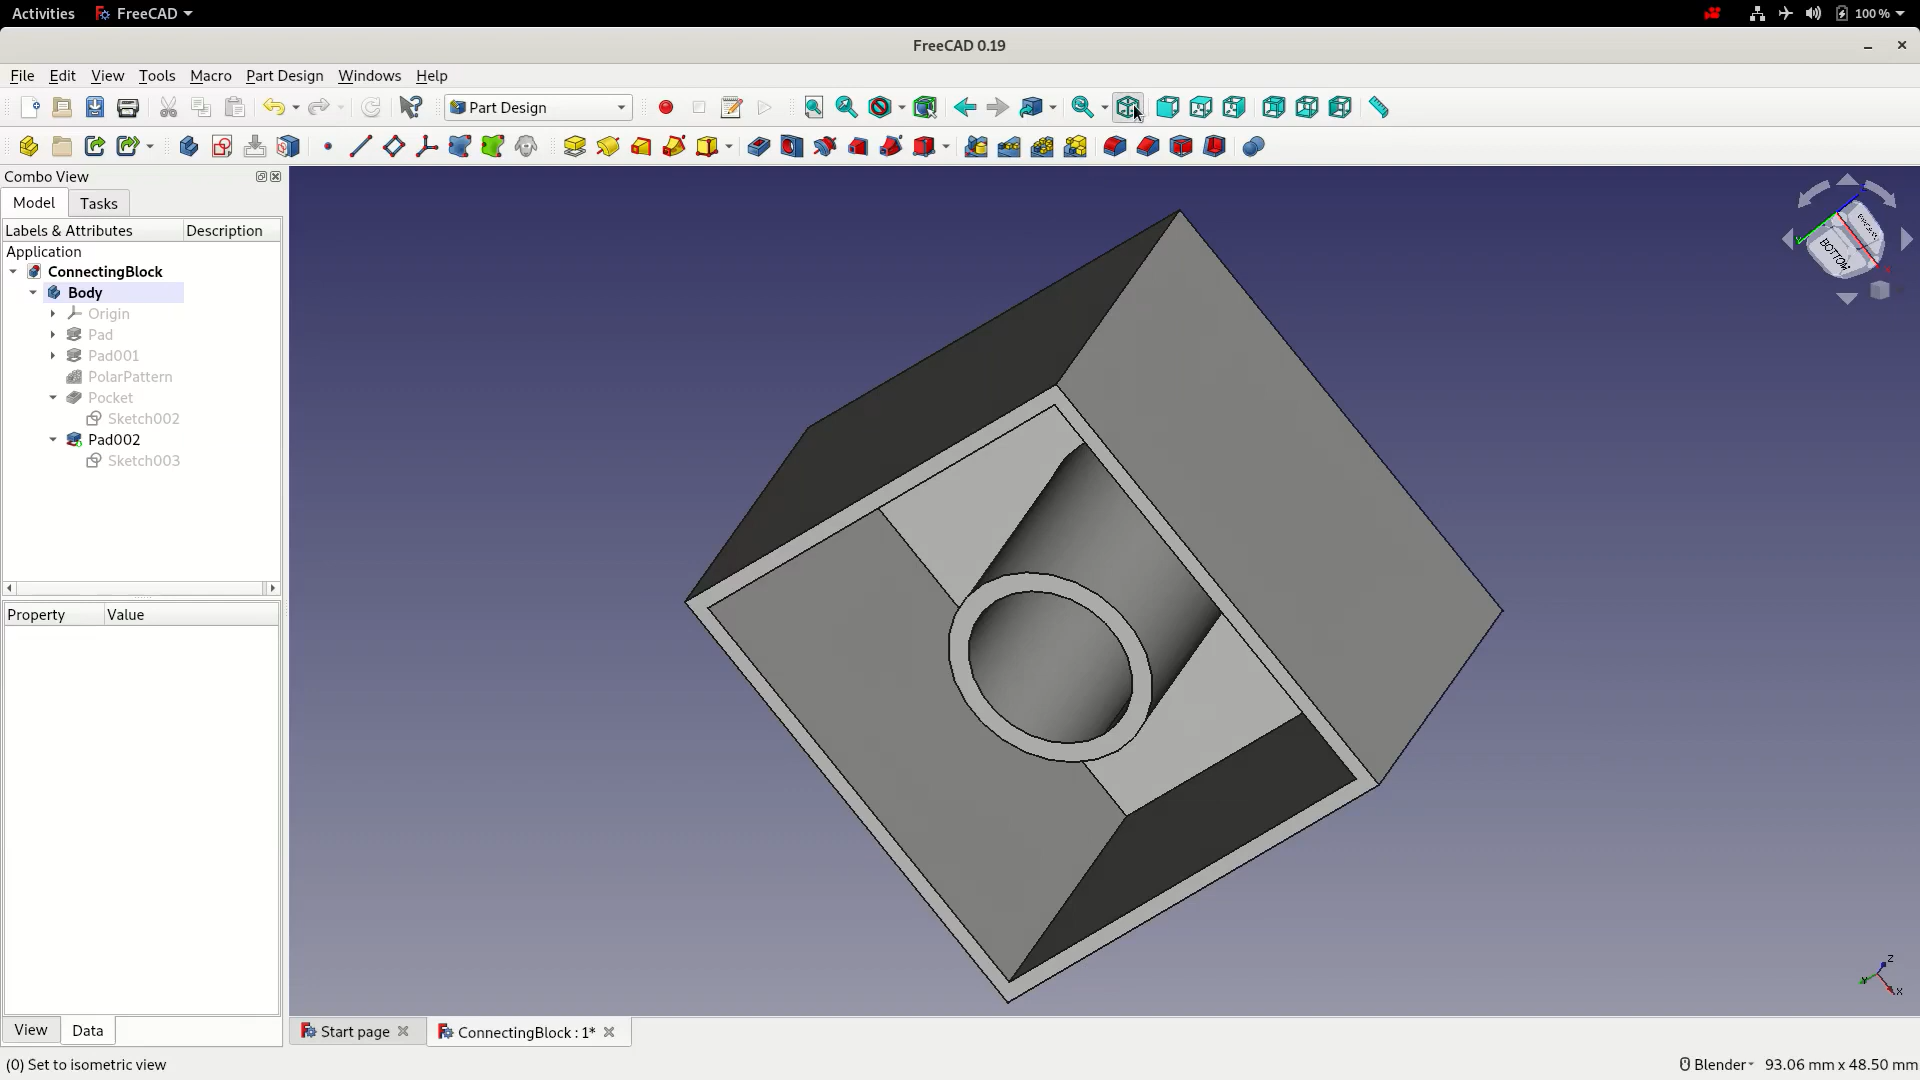 Activities FreeCAD 100 %
FreeCAD 0.19
File Edit View Tools Macro Part Design Windows Help
Part Design
Combo View
Model Tasks
Labels & Attributes Description
Application
ConnectingBlock
Body
Origin
Pad
Pad001
PolarPattern
Pocket
Sketch002
Pad002
Sketch003
BOTTOM
Z
Y
X
Property Value
View Data
Start page ConnectingBlock : 1*
(0) Set to isometric view Blender 93.06 mm x 48.50 mm